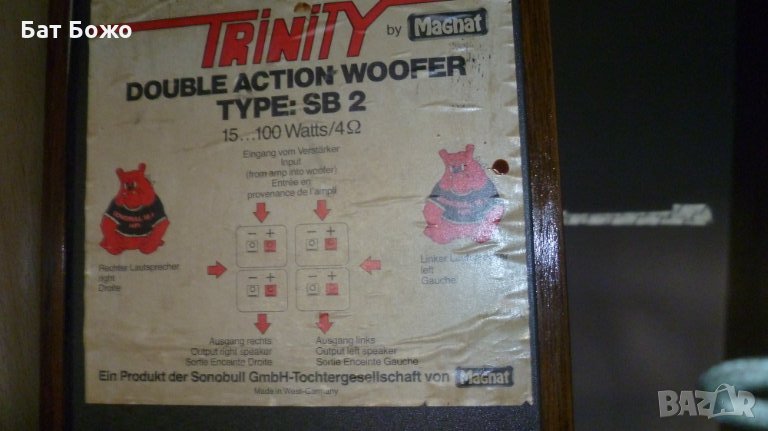 Бат Божо
TRINITY by Magnat
DOUBLE ACTION WOOFER
TYPE: SB 2
15...100 Watts/4Ω
Eingang vom Verstärker
Input
(from amp into woofer)
Entrée en
provenance de l'ampli
- + - +
- + - +
Rechter Lautsprecher
right
Droite
Linker
left
Gauche
Ausgang rechts
Output right speaker
Sortie Enceinte Droite
Ausgang links
Output left speaker
Sortie Enceinte Gauche
Ein Produkt der Sonobull GmbH-Tochtergesellschaft von Magnat
Made in West-Germany
BAZAR